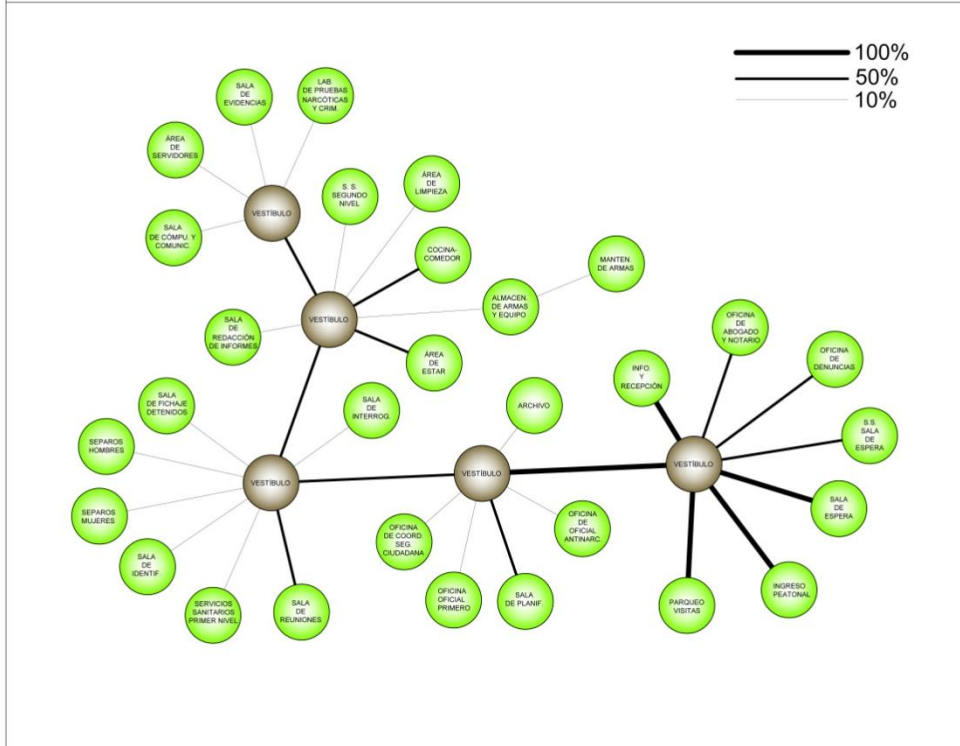 100%
50%
10%
SALA
DE
EVIDENCIAS
LAB.
DE PRUEBAS
NARCÓTICAS
Y CRIM.
ÁREA
DE
SERVIDORES
SALA
DE CÓMPU. Y
COMUNIC.
VESTÍBULO
S. S.
SEGUNDO
NIVEL
ÁREA
DE
LIMPIEZA
COCINA-
COMEDOR
ALMACEN.
DE ARMAS
Y EQUIPO
MANTEN.
DE ARMAS
VESTÍBULO
SALA
DE
REDACCIÓN
DE INFORMES
ÁREA
DE
ESTAR
OFICINA
DE
ABOGADO
Y NOTARIO
OFICINA
DE
DENUNCIAS
INFO.
Y
RECEPCIÓN
SALA
DE FICHAJE
DETENIDOS
SALA
DE
INTERROG.
ARCHIVO
SEPAROS
HOMBRES
S.S.
SALA
DE
ESPERA
VESTÍBULO
VESTÍBULO
VESTÍBULO
SEPAROS
MUJERES
SALA
DE
ESPERA
OFICINA
DE COORD.
SEG.
CIUDADANA
OFICINA
DE
OFICIAL
ANTINARC.
SALA
DE
IDENTIF.
SERVICIOS
SANITARIOS
PRIMER NIVEL
SALA
DE
REUNIONES
OFICINA
OFICIAL
PRIMERO
SALA
DE PLANIF.
PARQUEO
VISITAS
INGRESO
PEATONAL